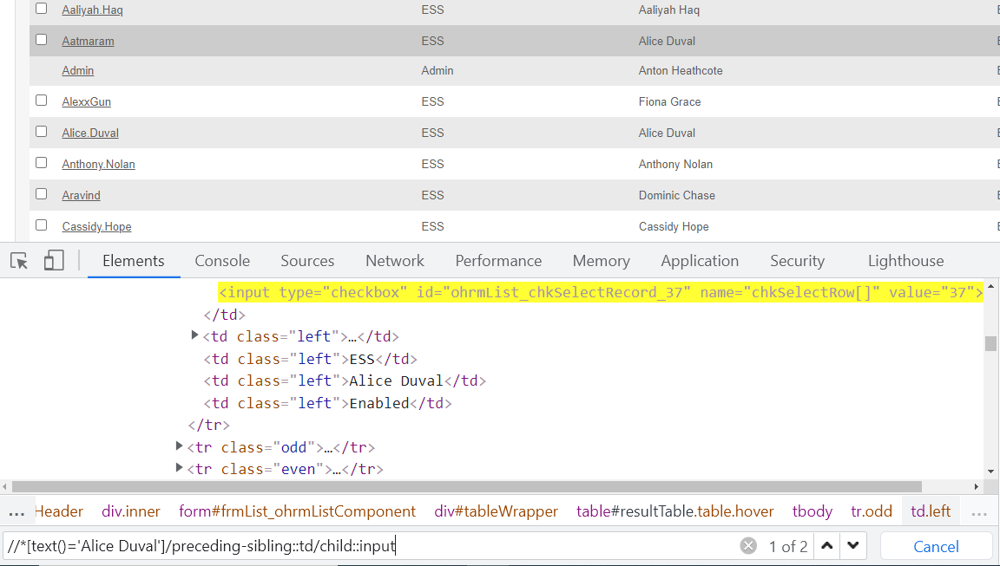 Aaliyah.Haq ESS Aaliyah Haq
Aatmaram ESS Alice Duval
Admin Admin Anton Heathcote
AlexxGun ESS Fiona Grace
Alice.Duval ESS Alice Duval
Anthony.Nolan ESS Anthony Nolan
Aravind ESS Dominic Chase
Cassidy.Hope ESS Cassidy Hope
Elements Console Sources Network Performance Memory Application Security Lighthouse
<input type="checkbox" id="ohrmList_chkSelectRecord_37" name="chkSelectRow[]" value="37">
</td>
<td class="left">…</td>
<td class="left">ESS</td>
<td class="left">Alice Duval</td>
<td class="left">Enabled</td>
</tr>
<tr class="odd">…</tr>
<tr class="even">…</tr>
... Header div.inner form#frmList_ohrmListComponent div#tableWrapper table#resultTable.table.hover tbody tr.odd td.left ...
//*[text()='Alice Duval']/preceding-sibling::td/child::input 1 of 2 Cancel